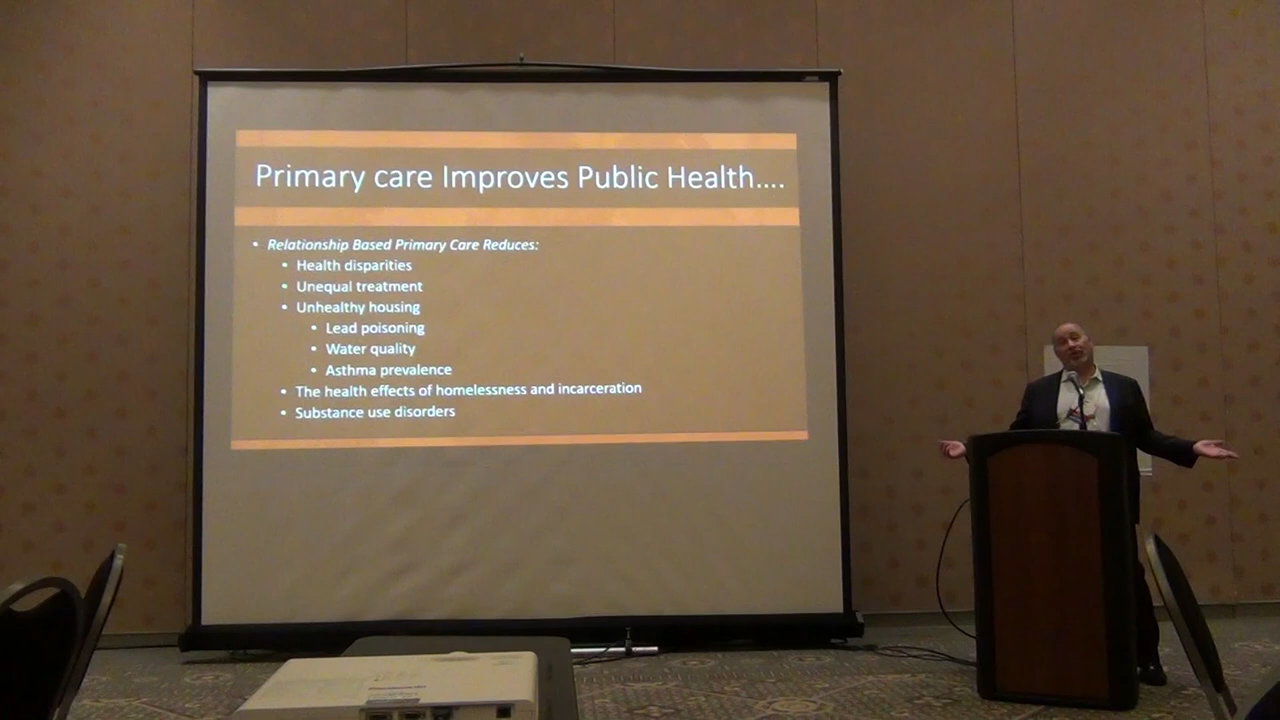 Primary care Improves Public Health....
• Relationship Based Primary Care Reduces:
• Health disparities
• Unequal treatment
• Unhealthy housing
• Lead poisoning
• Water quality
• Asthma prevalence
• The health effects of homelessness and incarceration
• Substance use disorders